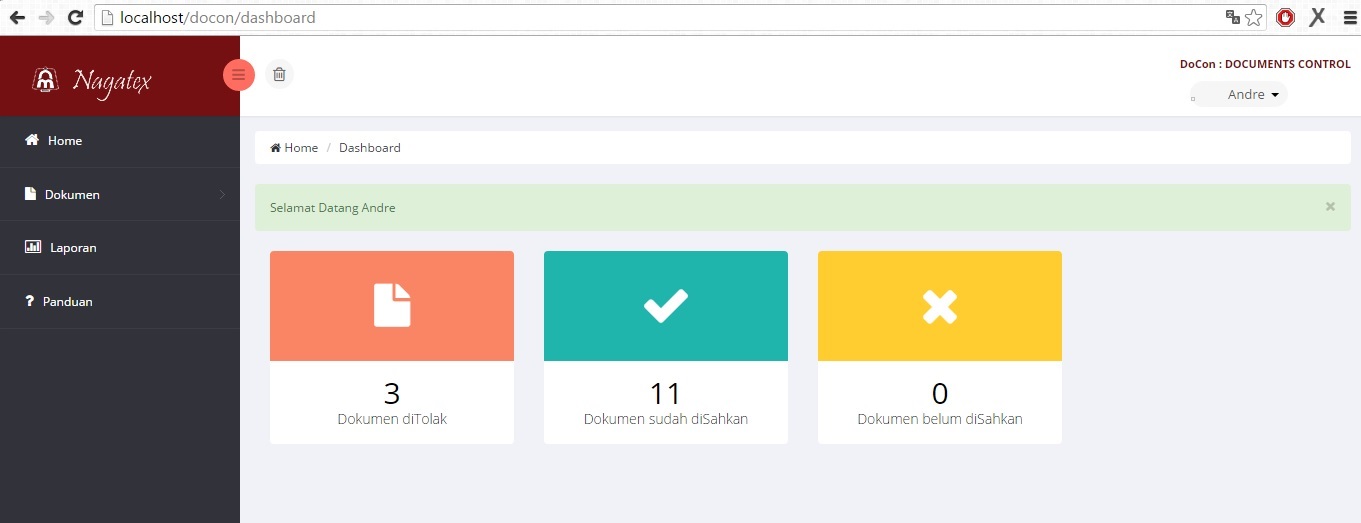 localhost/docon/dashboard
Nagatex
DoCon : DOCUMENTS CONTROL
Andre
Home
Dokumen
Laporan
Panduan
Home / Dashboard
Selamat Datang Andre
×
3
Dokumen diTolak
11
Dokumen sudah diSahkan
0
Dokumen belum diSahkan